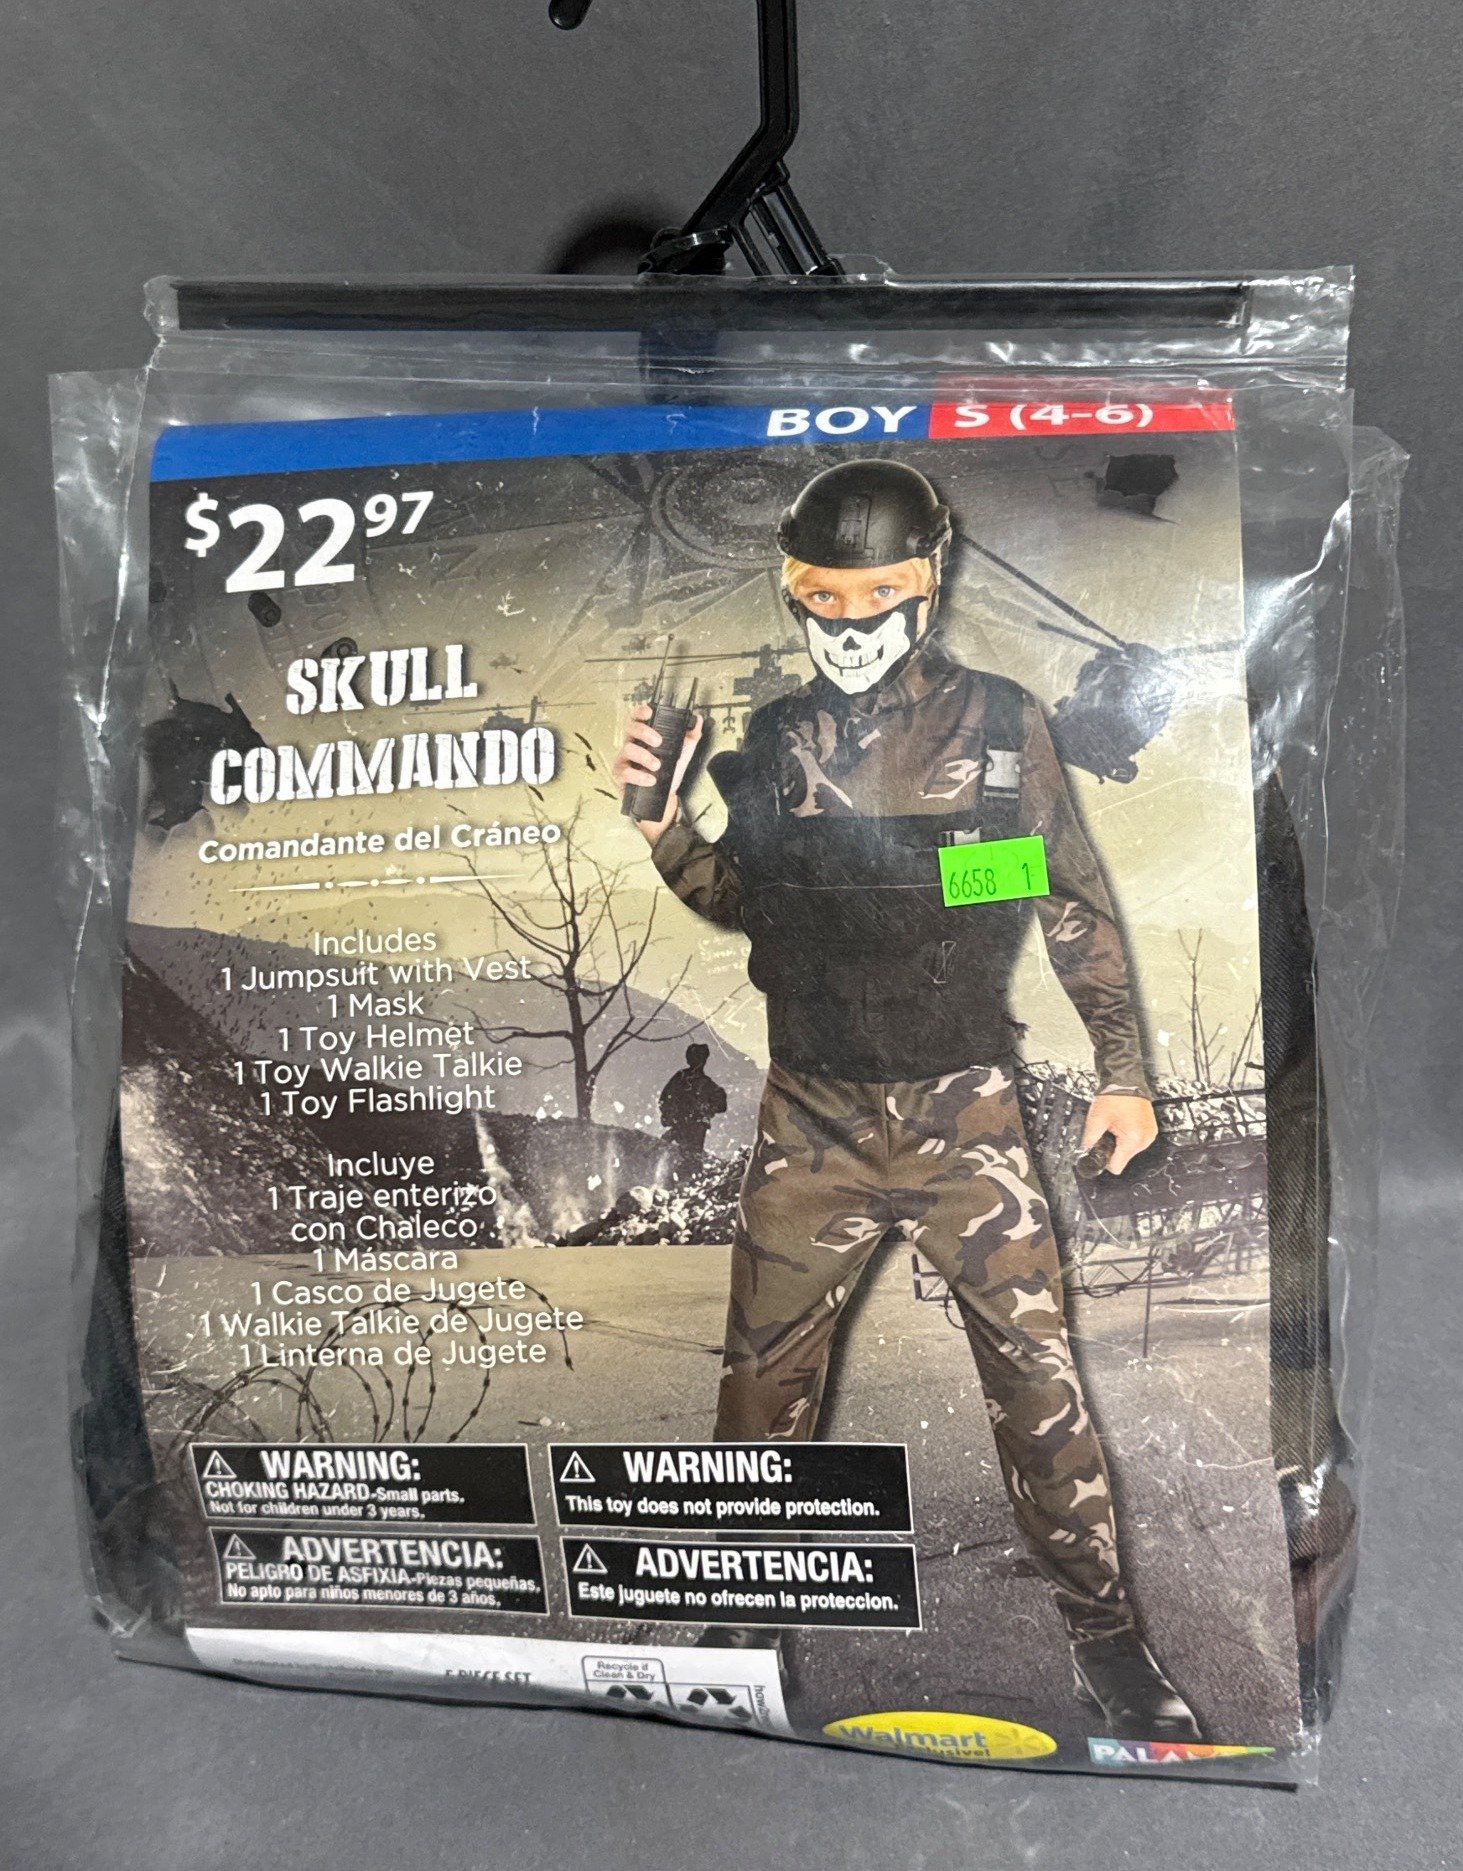 BOY S (4-6)
$22.97
SKULL
COMMANDO
Comandante del Cráneo
Includes
1 Jumpsuit with Vest
1 Mask
1 Toy Helmet
1 Toy Walkie Talkie
1 Toy Flashlight
Incluye
1 Traje enterizo
con Chaleco
1 Máscara
1 Casco de Jugete
1 Walkie Talkie de Jugete
1 Linterna de Jugete
6658 1
WARNING:
CHOKING HAZARD-Small parts.
Not for children under 3 years.
WARNING:
This toy does not provide protection.
ADVERTENCIA:
PELIGRO DE ASFIXIA-Piezas pequeñas.
No apto para niños menores de 3 años.
ADVERTENCIA:
Este juguete no ofrecen la proteccion.
5 PIECE SET
Recycle if
Clean & Dry
Walmart